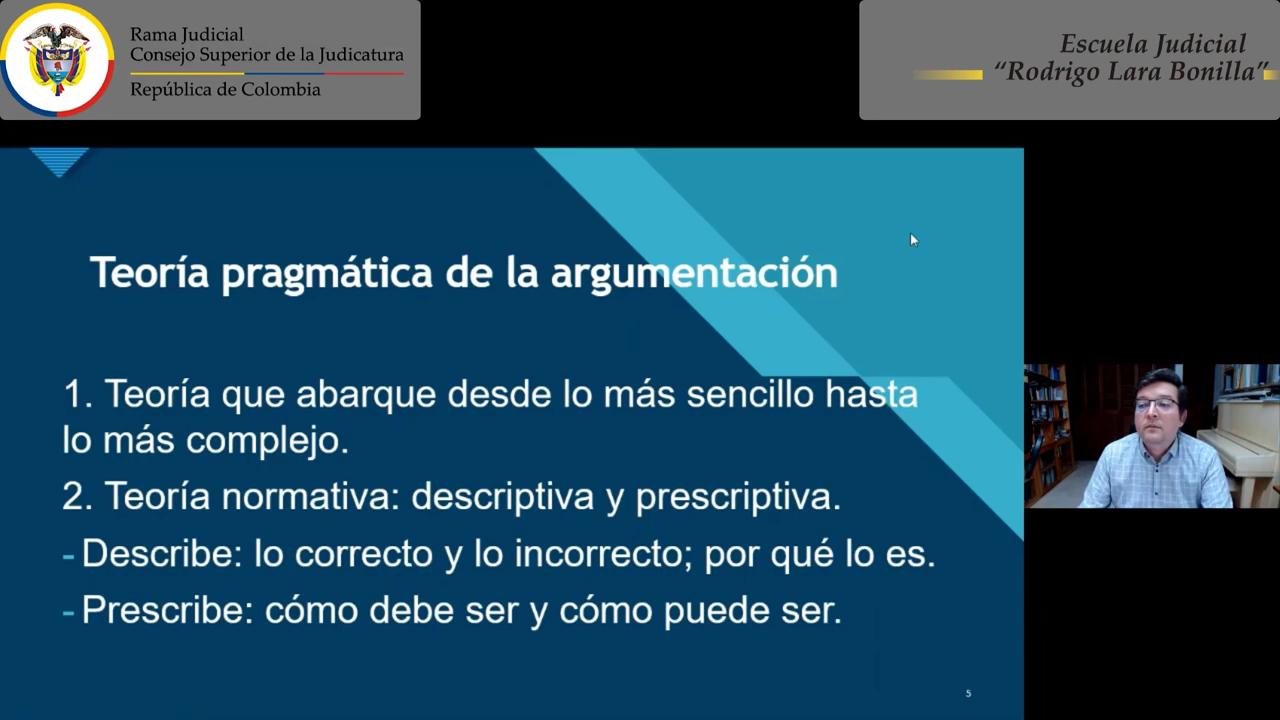 Rama Judicial
Consejo Superior de la Judicatura
República de Colombia
Escuela Judicial
“Rodrigo Lara Bonilla”
Teoría pragmática de la argumentación
1. Teoría que abarque desde lo más sencillo hasta
lo más complejo.
2. Teoría normativa: descriptiva y prescriptiva.
- Describe: lo correcto y lo incorrecto; por qué lo es.
- Prescribe: cómo debe ser y cómo puede ser.
5